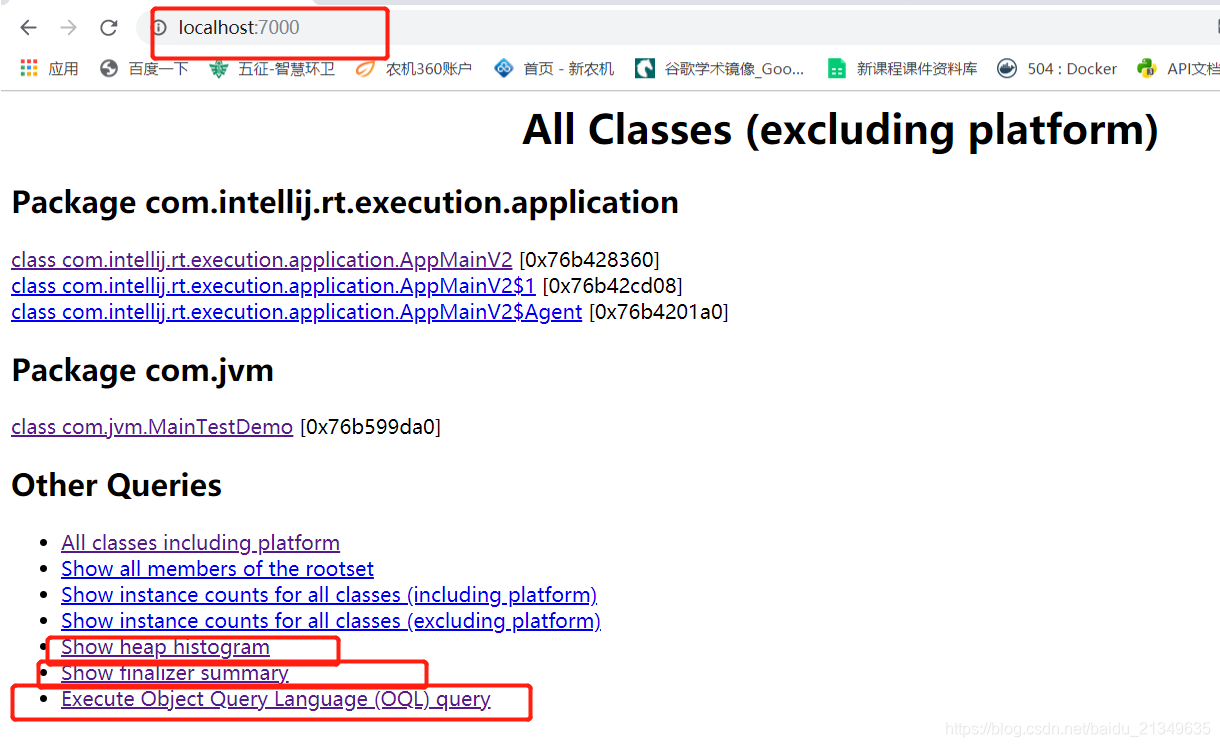 localhost:7000
应用 百度一下 五征-智慧环卫 农机360账户 首页 - 新农机 谷歌学术镜像_Goo... 新课程课件资料库 504 : Docker API文档
All Classes (excluding platform)
Package com.intellij.rt.execution.application
class com.intellij.rt.execution.application.AppMainV2 [0x76b428360]
class com.intellij.rt.execution.application.AppMainV2$1 [0x76b42cd08]
class com.intellij.rt.execution.application.AppMainV2$Agent [0x76b4201a0]
Package com.jvm
class com.jvm.MainTestDemo [0x76b599da0]
Other Queries
All classes including platform
Show all members of the rootset
Show instance counts for all classes (including platform)
Show instance counts for all classes (excluding platform)
Show heap histogram
Show finalizer summary
Execute Object Query Language (OQL) query
https://blog.csdn.net/baidu_21349635